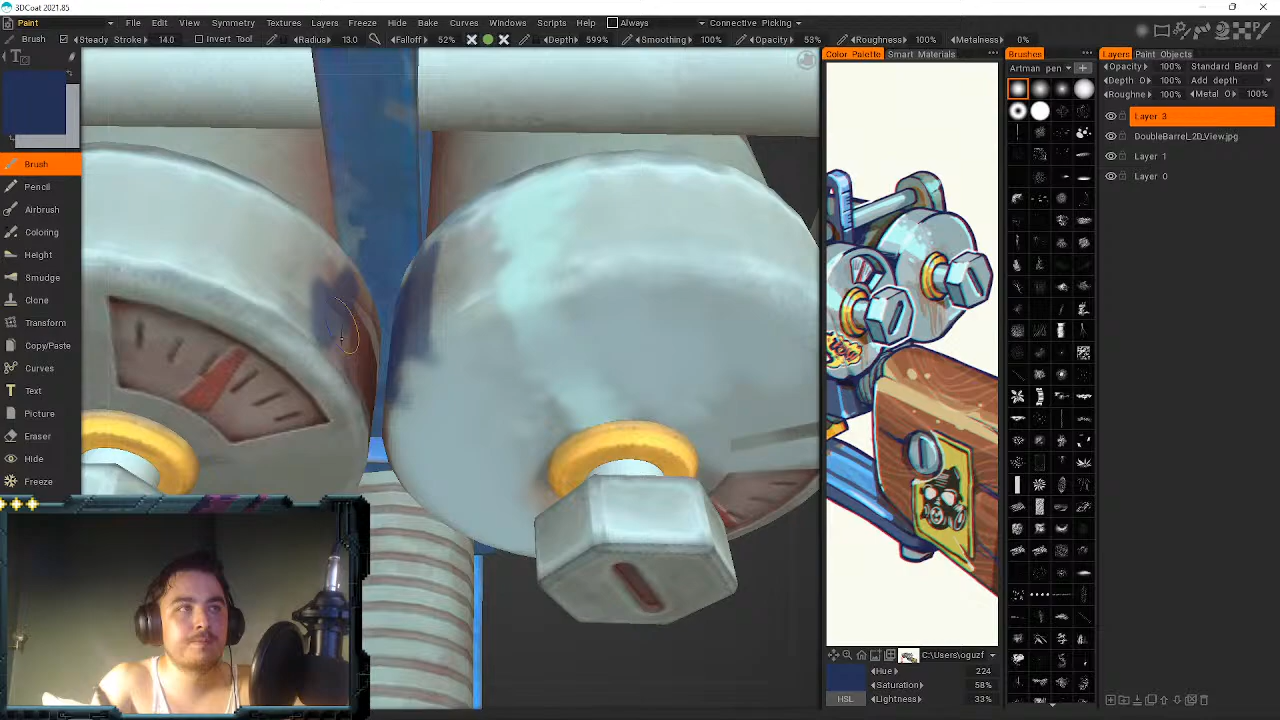 3DCoat 2021.85
Paint File Edit View Symmetry Textures Layers Freeze Hide Bake Curves Windows Scripts Help Always Connective Picking
Brush Steady Stroke 14.0 Invert Tool Radius 13.0 Falloff 52% Depth 599% Smoothing 100% Opacity 53% Roughness 100% Metalness 0%
Color Palette Smart Materials Brushes Layers Paint Objects
Artman pen
Opacity 100% Standard Blend
Depth O 100% Add depth
Roughne 100% Metal O 100%
Layer 3
DoubleBarrel_2D_View.jpg
Layer 1
Layer 0
Brush
Pencil
Airbrush
Coloring
Height
Smudge
Clone
Transform
Copy/Paste
Curves
Text
Picture
Eraser
Hide
Freeze
C:\Users\oguzf
Hue 224
Saturation 58%
HSL Lightness 33%